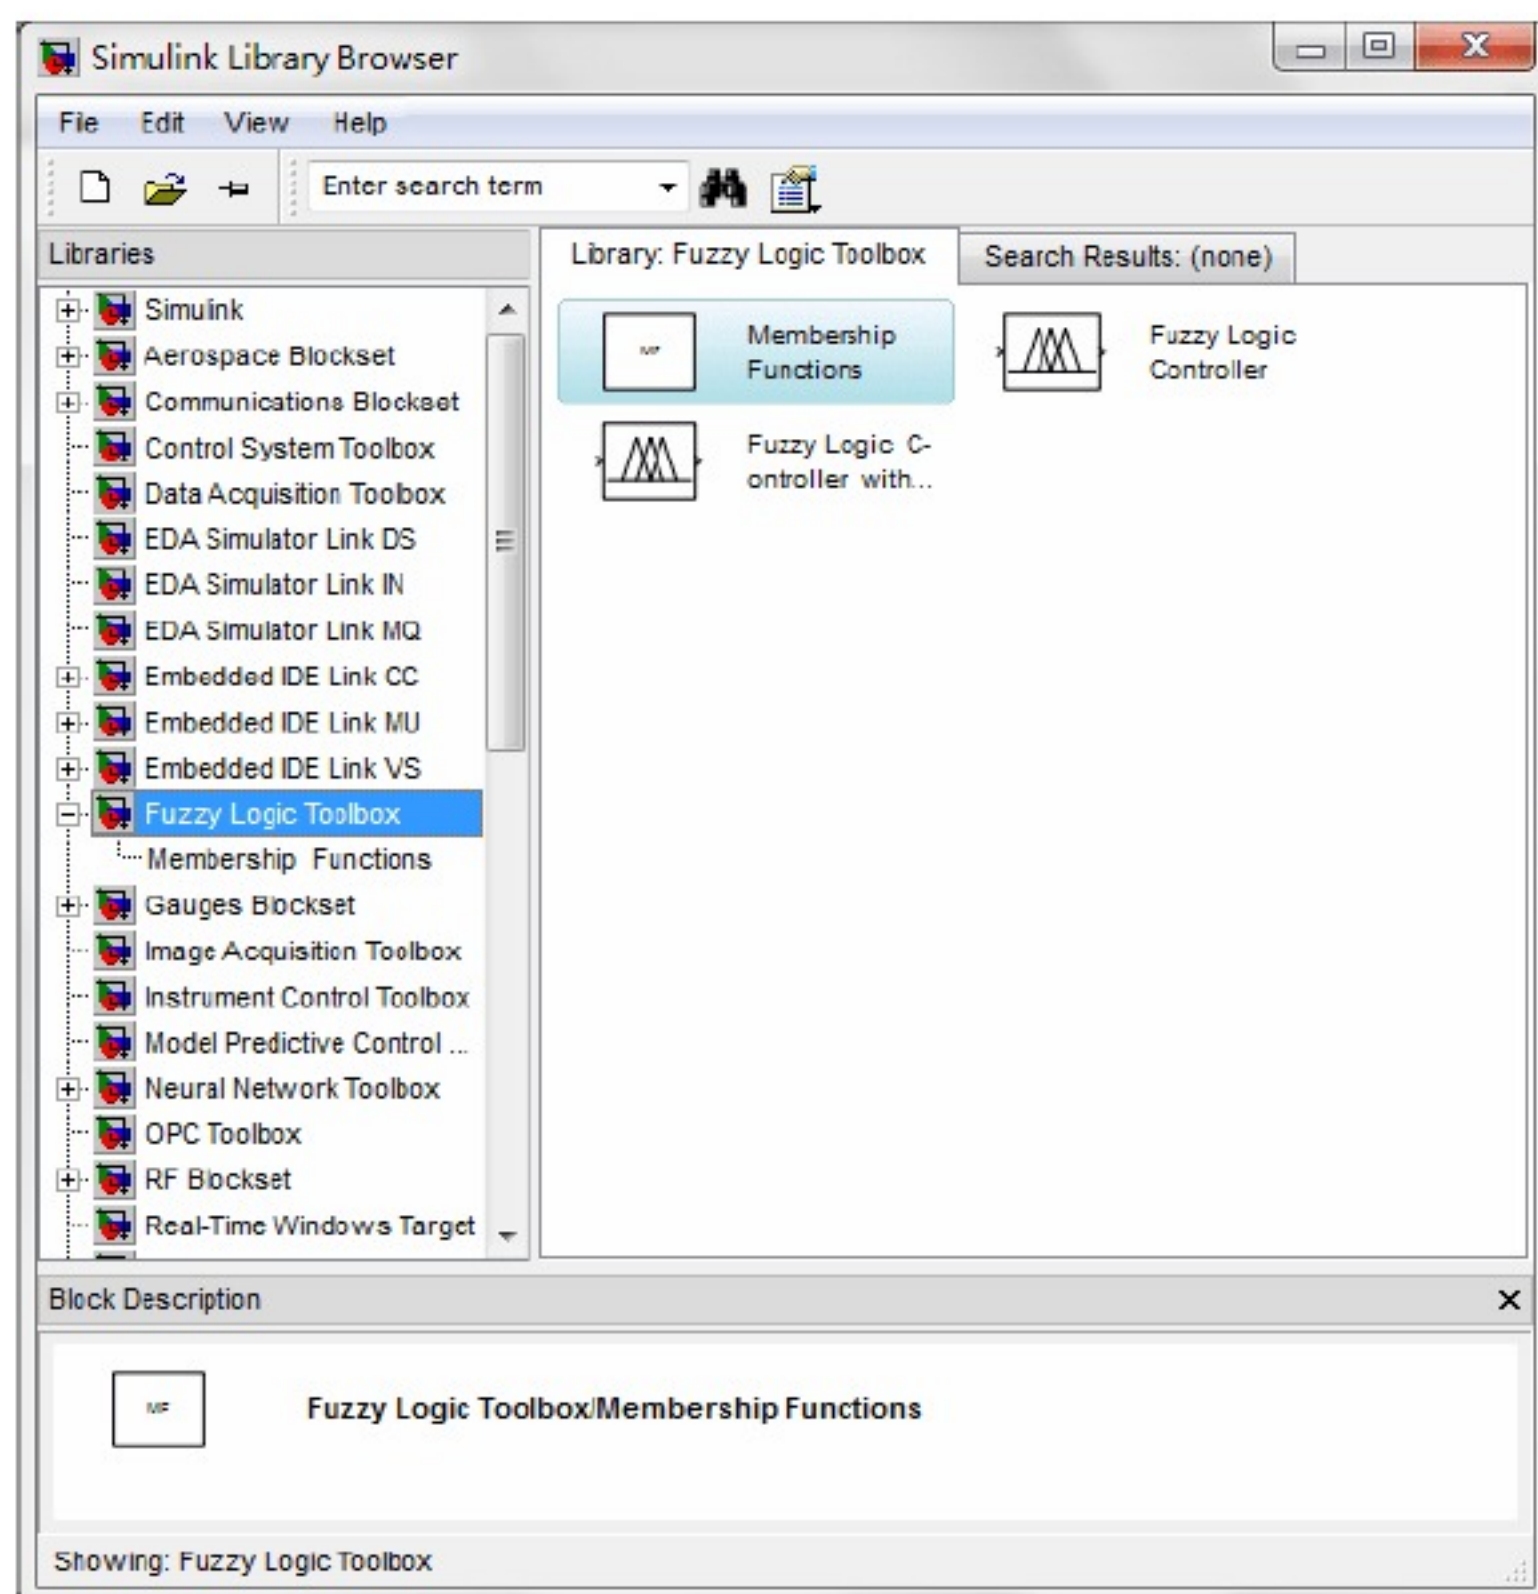 Simulink Library Browser
File Edit View Help
Enter search term
Libraries
Library: Fuzzy Logic Toolbox
Search Results: (none)
Simulink
Aerospace Blockset
Communications Blockset
Control System Toolbox
Data Acquisition Toolbox
EDA Simulator Link DS
EDA Simulator Link IN
EDA Simulator Link MQ
Embedded IDE Link CC
Embedded IDE Link MU
Embedded IDE Link VS
Fuzzy Logic Toolbox
Membership Functions
Gauges Blockset
Image Acquisition Toolbox
Instrument Control Toolbox
Model Predictive Control ...
Neural Network Toolbox
OPC Toolbox
RF Blockset
Real-Time Windows Target
MF
Membership
Functions
Fuzzy Logic
Controller
Fuzzy Logic C-
ontroller with...
Block Description
MF
Fuzzy Logic Toolbox/Membership Functions
Showing: Fuzzy Logic Toolbox